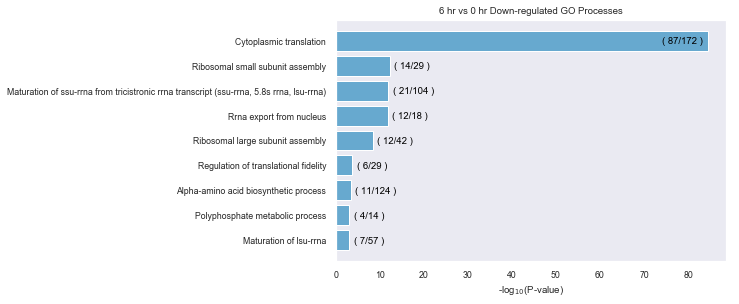 6 hr vs 0 hr Down-regulated GO Processes
Cytoplasmic translation ( 87/172 )
Ribosomal small subunit assembly ( 14/29 )
Maturation of ssu-rrna from tricistronic rrna transcript (ssu-rrna, 5.8s rrna, lsu-rrna) ( 21/104 )
Rrna export from nucleus ( 12/18 )
Ribosomal large subunit assembly ( 12/42 )
Regulation of translational fidelity ( 6/29 )
Alpha-amino acid biosynthetic process ( 11/124 )
Polyphosphate metabolic process ( 4/14 )
Maturation of lsu-rrna ( 7/57 )
0 10 20 30 40 50 60 70 80
-log10(P-value)